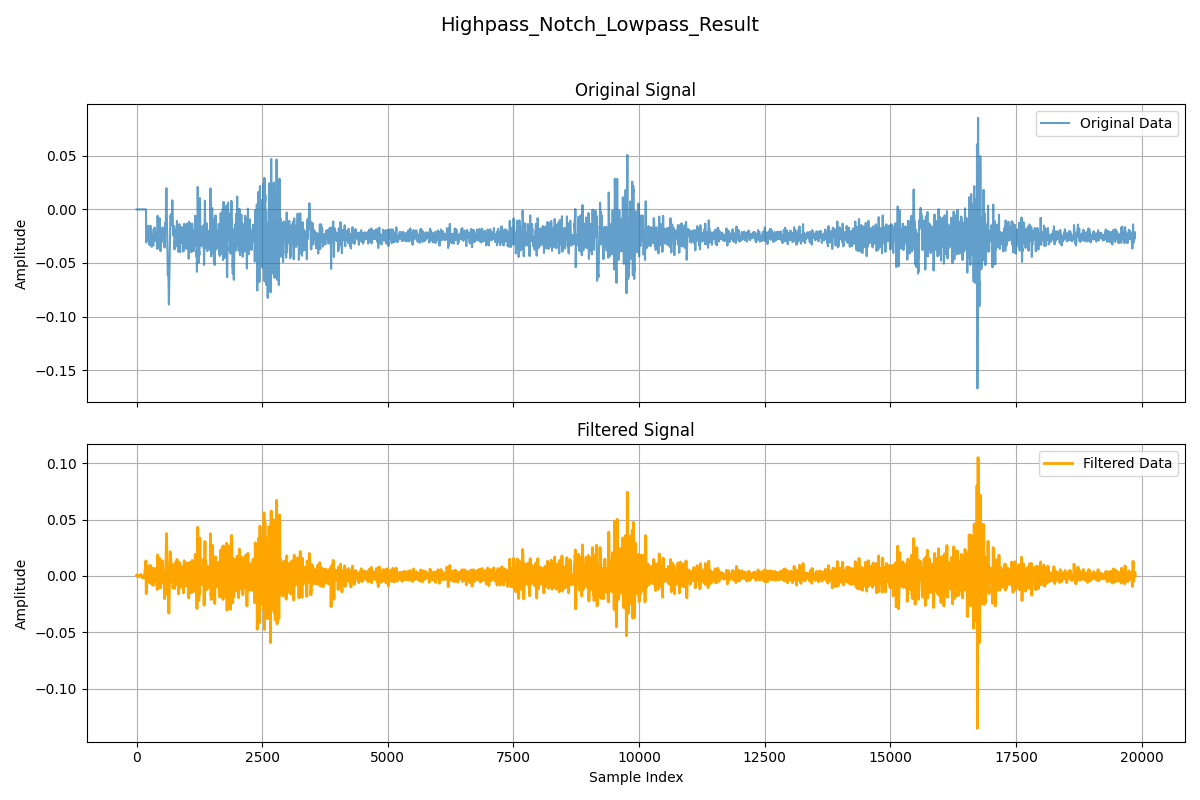 Highpass_Notch_Lowpass_Result
Original Signal
Original Data
0.05
0.00
−0.05
−0.10
−0.15
Amplitude
Filtered Signal
Filtered Data
0.10
0.05
0.00
−0.05
−0.10
Amplitude
0 2500 5000 7500 10000 12500 15000 17500 20000
Sample Index